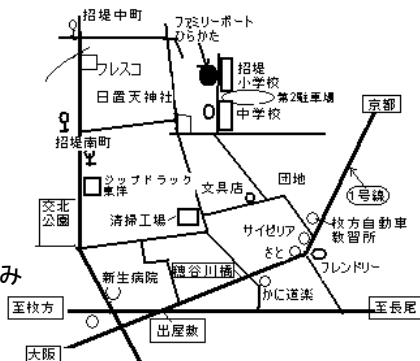 招提中町
ファミリーポート
ひらかた
フレスコ
招堤
小学校
日置天神社
第2駐車場
中学校
京都
招堤南町
ジップドラック
東洋
文具店
団地
1号線
交北
公園
清掃工場
サイゼリア
枚方自動車
教習所
さと
フレンドリー
み
新生病院
穂谷川橋
かに道楽
至枚方
至長尾
出屋敷
大阪